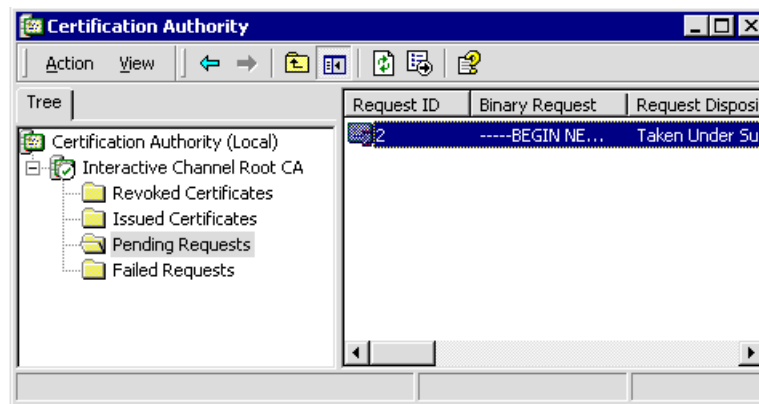 Certification Authority
Action View
Tree
Request ID Binary Request Request Disposi
Certification Authority (Local)
Interactive Channel Root CA
Revoked Certificates
Issued Certificates
Pending Requests
Failed Requests
2 -----BEGIN NE... Taken Under Su